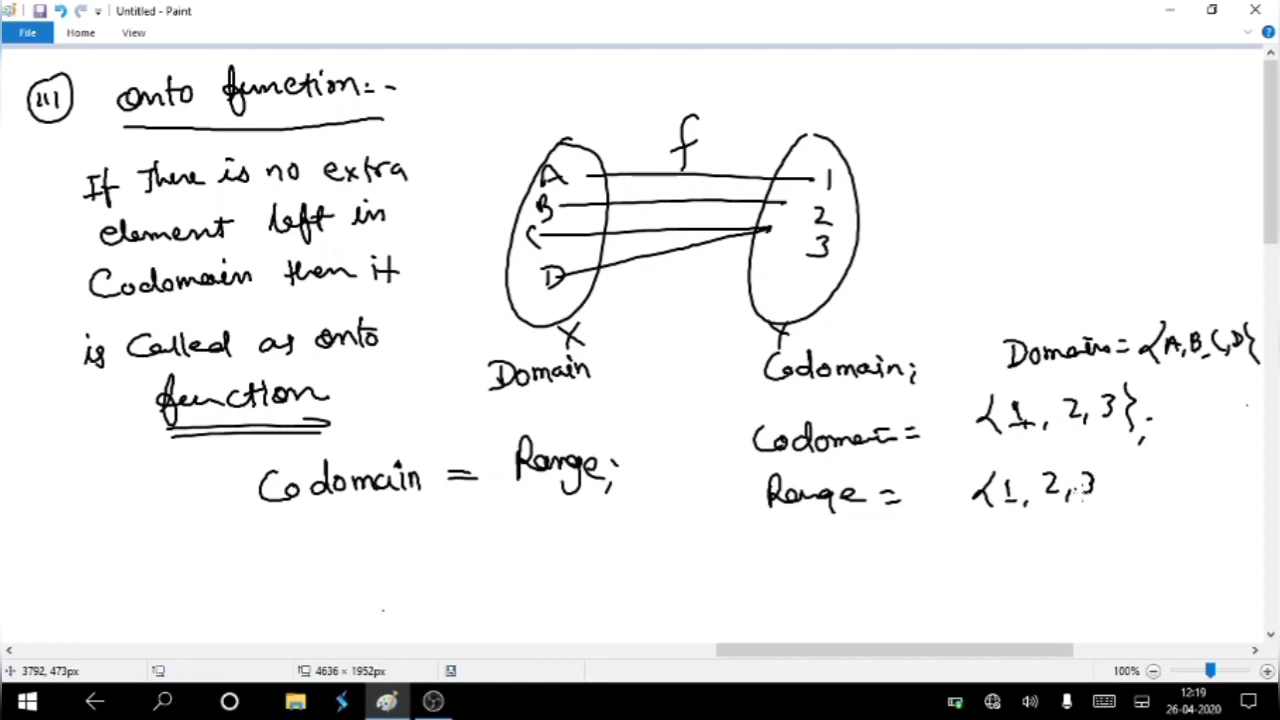 Untitled - Paint
File Home View
(iii) onto function:-
If There is no extra
element left in
Codomain then it
is Called as onto
function
Codomain = Range;
f
A
B
C
D
1
2
3
X
Y
Domain
Codomain;
Domain = {A, B, C, D}
Codomain = {1, 2, 3};
Range = {1, 2, 3
3792, 473px
4636 × 1952px
100%
12:19
26-04-2020